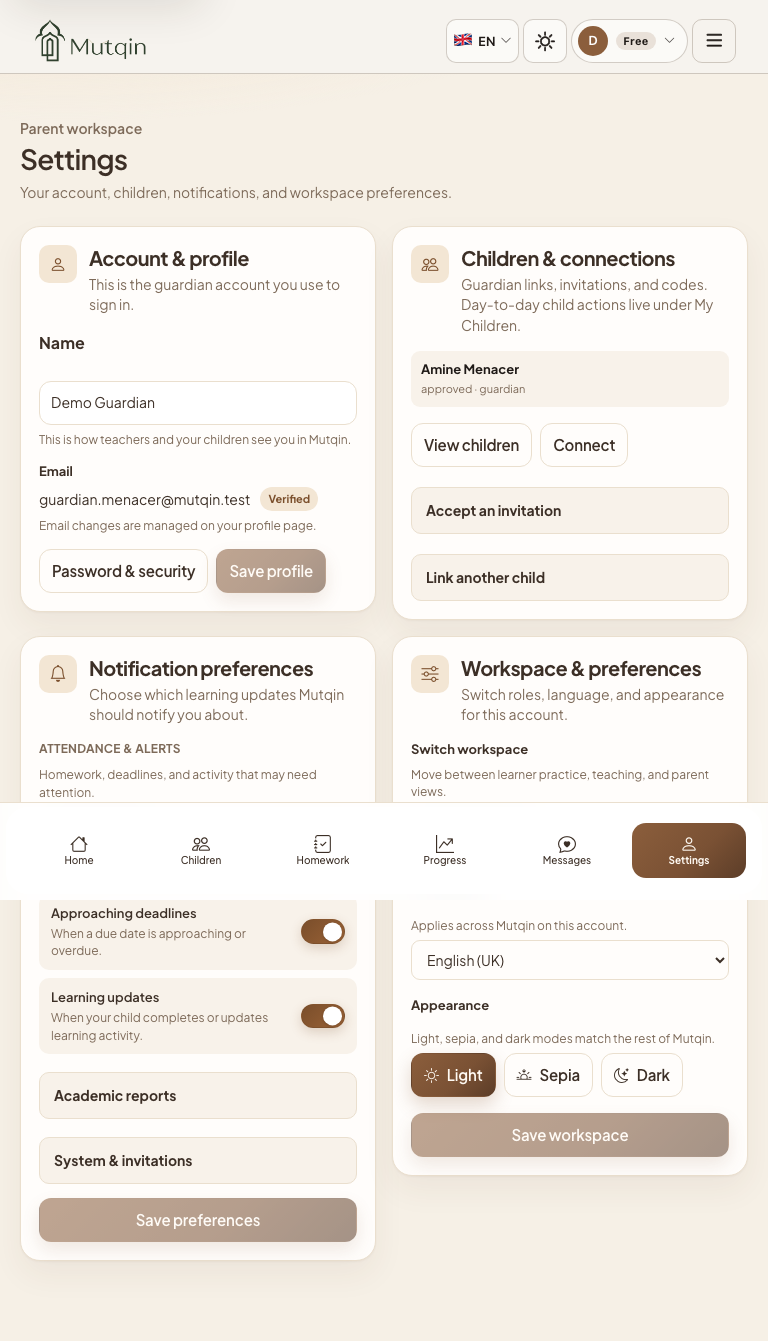 Mutqin
EN
D
Free
Parent workspace
Settings
Your account, children, notifications, and workspace preferences.
Account & profile
This is the guardian account you use to
sign in.
Name
Demo Guardian
This is how teachers and your children see you in Mutqin.
Email
guardian.menacer@mutqin.test
Verified
Email changes are managed on your profile page.
Password & security
Save profile
Children & connections
Guardian links, invitations, and codes.
Day-to-day child actions live under My
Children.
Amine Menacer
approved · guardian
View children
Connect
Accept an invitation
Link another child
Notification preferences
Choose which learning updates Mutqin
should notify you about.
ATTENDANCE & ALERTS
Homework, deadlines, and activity that may need
attention.
Workspace & preferences
Switch roles, language, and appearance
for this account.
Switch workspace
Move between learner practice, teaching, and parent
views.
Home
Children
Homework
Progress
Messages
Settings
Approaching deadlines
When a due date is approaching or
overdue.
Learning updates
When your child completes or updates
learning activity.
Academic reports
System & invitations
Save preferences
Applies across Mutqin on this account.
English (UK)
Appearance
Light, sepia, and dark modes match the rest of Mutqin.
Light
Sepia
Dark
Save workspace